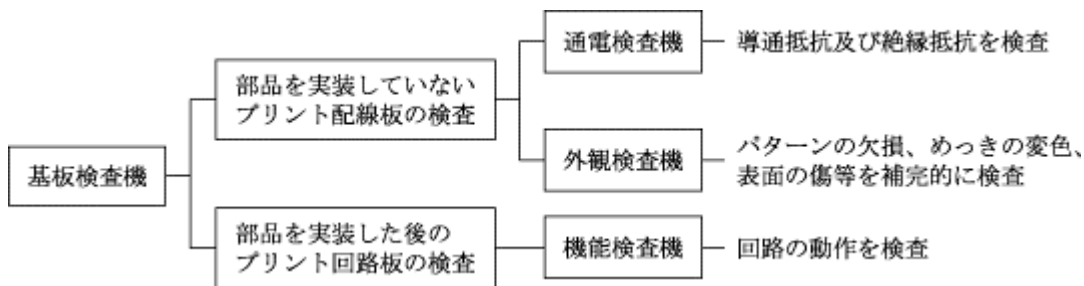 基板検査機
部品を実装していない
プリント配線板の検査
通電検査機
導通抵抗及び絶縁抵抗を検査
外観検査機
パターンの欠損、めっきの変色、
表面の傷等を補完的に検査
部品を実装した後の
プリント回路板の検査
機能検査機
回路の動作を検査